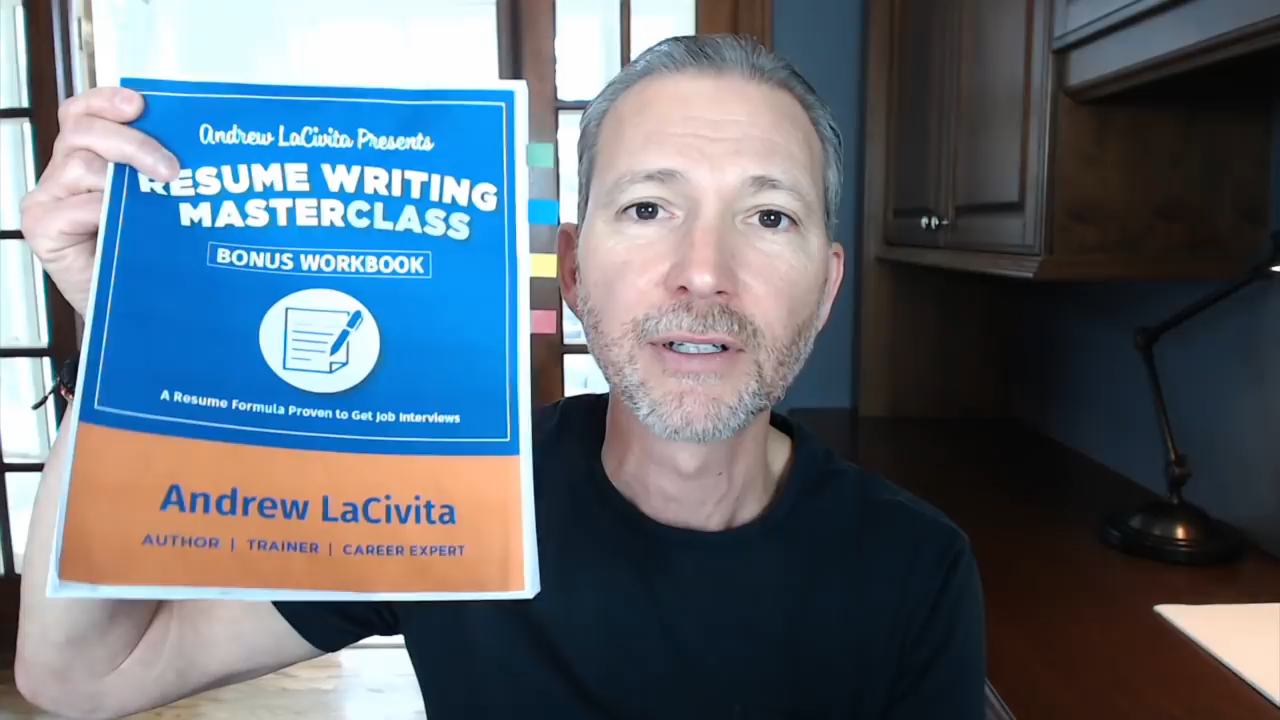 Andrew LaCivita Presents
RESUME WRITING
MASTERCLASS
BONUS WORKBOOK
A Resume Formula Proven to Get Job Interviews
Andrew LaCivita
AUTHOR | TRAINER | CAREER EXPERT